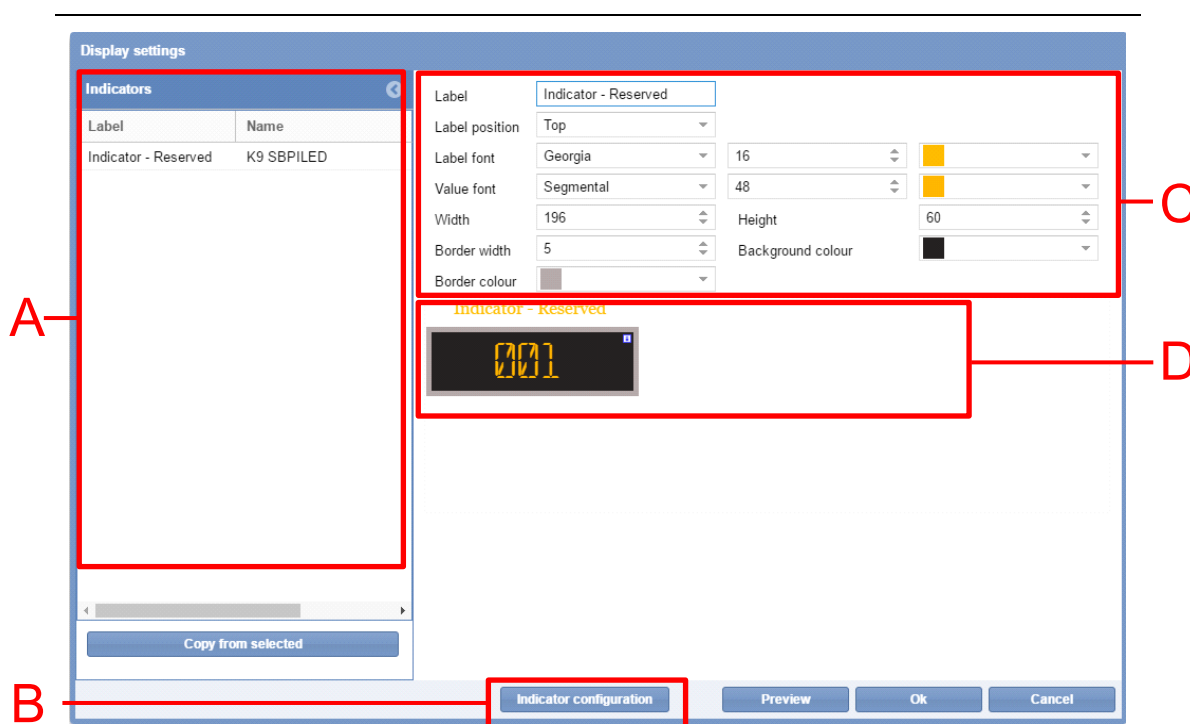 Display settings
Indicators
Label Name
Indicator - Reserved K9 SBPILED
Copy from selected
Label Indicator - Reserved
Label position Top
Label font Georgia 16
Value font Segmental 48
Width 196 Height 60
Border width 5 Background colour
Border colour
Indicator - Reserved
001
Indicator configuration Preview Ok Cancel
A
B
C
D